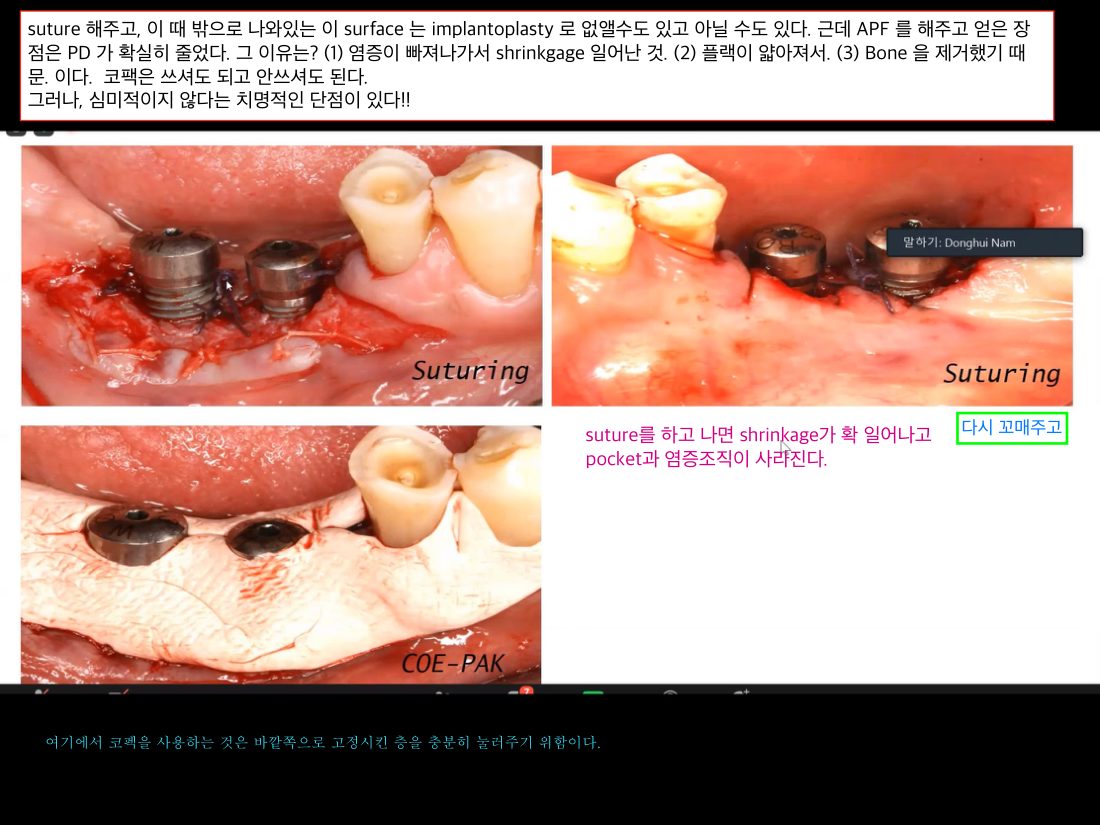 suture 해주고, 이 때 밖으로 나와있는 이 surface 는 implantoplasty 로 없앨수도 있고 아닐 수도 있다. 근데 APF 를 해주고 얻은 장
점은 PD 가 확실히 줄었다. 그 이유는? (1) 염증이 빠져나가서 shrinkgage 일어난 것. (2) 플랙이 얇아져서. (3) Bone 을 제거했기 때
문. 이다. 코팩은 쓰셔도 되고 안쓰셔도 된다.
그러나, 심미적이지 않다는 치명적인 단점이 있다!!
말하기: Donghui Nam
Suturing
Suturing
다시 꼬매주고
suture를 하고 나면 shrinkage가 확 일어나고
pocket과 염증조직이 사라진다.
COE-PAK
7
여기에서 코펙을 사용하는 것은 바깥쪽으로 고정시킨 층을 충분히 눌러주기 위함이다.